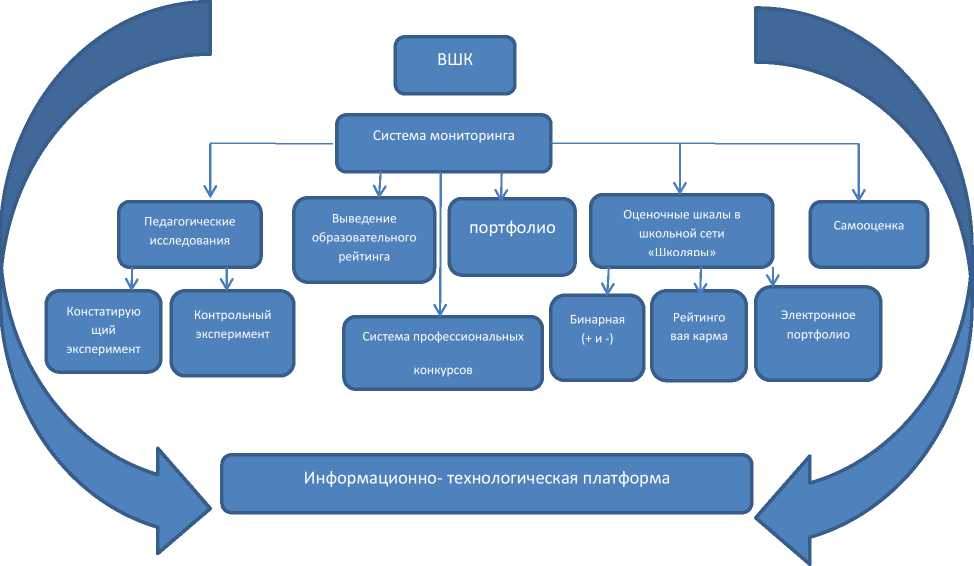 ВШК
Система мониторинга
Педагогические
исследования
Выведение
образовательного
рейтинга
портфолио
Оценочные шкалы в
школьной сети
«Школяры»
Самооценка
Констатирую
щий
эксперимент
Контрольный
эксперимент
Система профессиональных
конкурсов
Бинарная
(+ и -)
Рейтинго
вая карма
Электронное
портфолио
Информационно- технологическая платформа